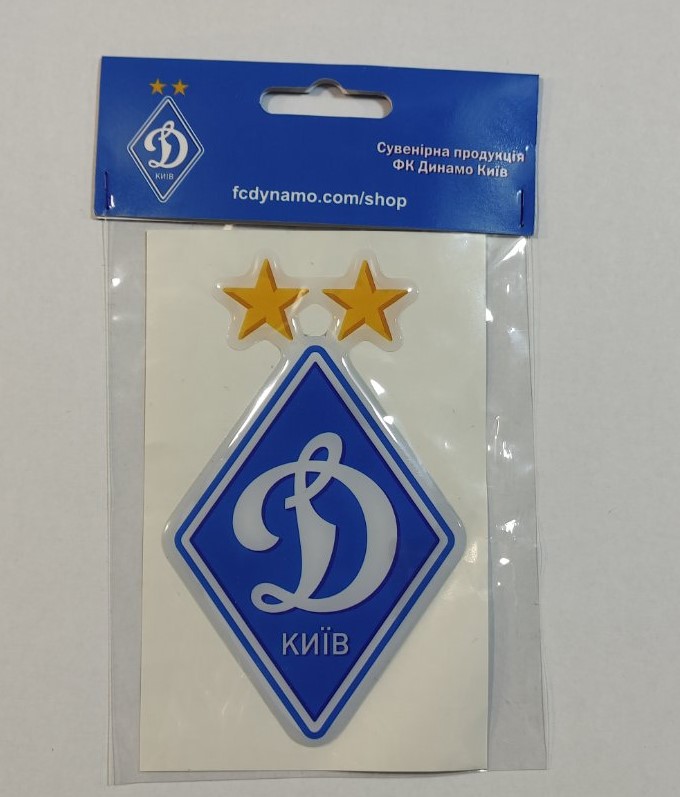 Д
КИЇВ
Сувенірна продукція
ФК Динамо Київ
fcdynamo.com/shop
Д
КИЇВ